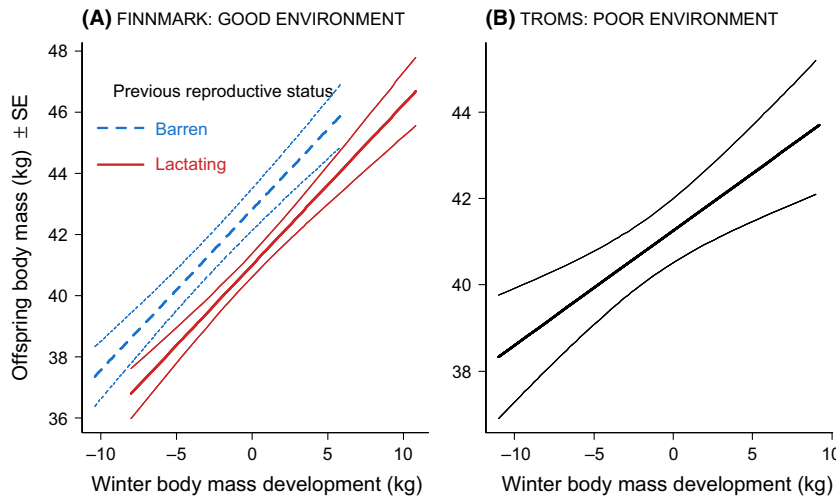 (A) FINNMARK: GOOD ENVIRONMENT
Offspring body mass (kg) ± SE
48
46
44
42
40
38
36
Previous reproductive status
Barren
Lactating
–10 –5 0 5 10
Winter body mass development (kg)
(B) TROMS: POOR ENVIRONMENT
44
42
40
38
–10 –5 0 5 10
Winter body mass development (kg)